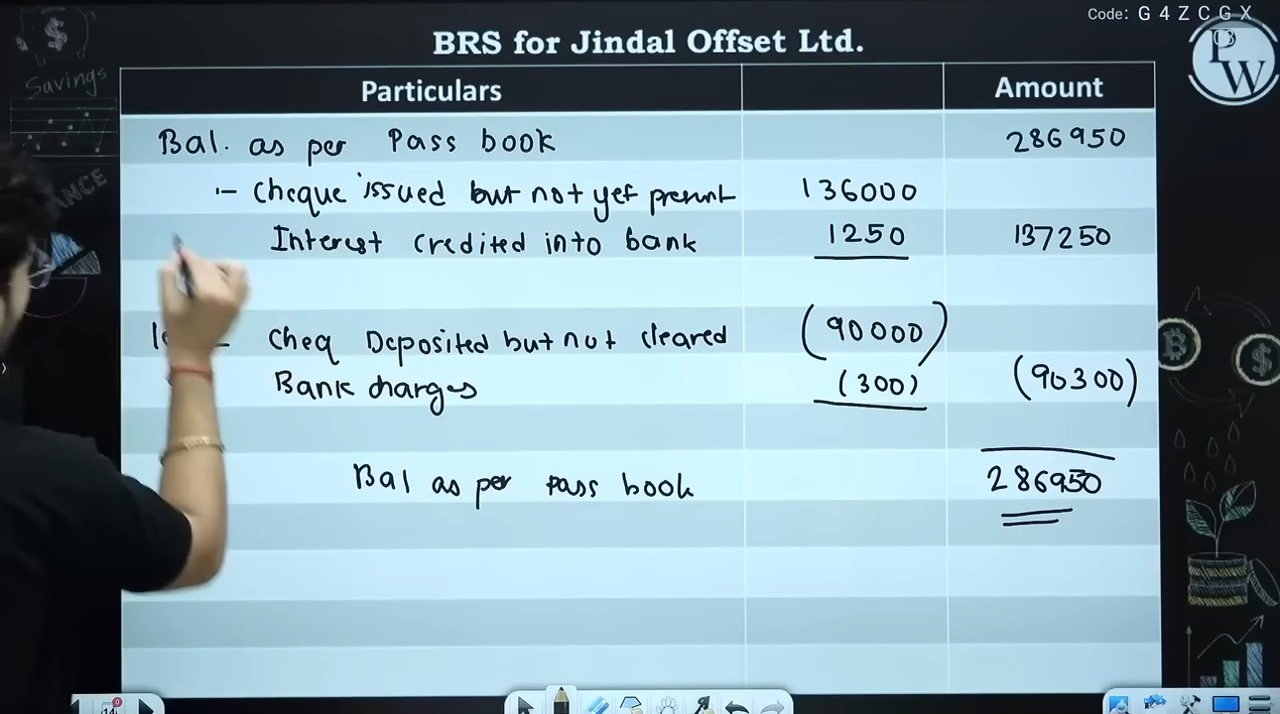 Code: G 4 Z C G X
BRS for Jindal Offset Ltd.
PW
Savings
Particulars Amount
Bal. as per Pass book 286950
:- Cheque issued but not yet present 136000
Interest credited into bank 1250 137250
Cheq Deposited but not cleared (90000)
Bank charges (300) (90300)
Bal as per pass book 286950